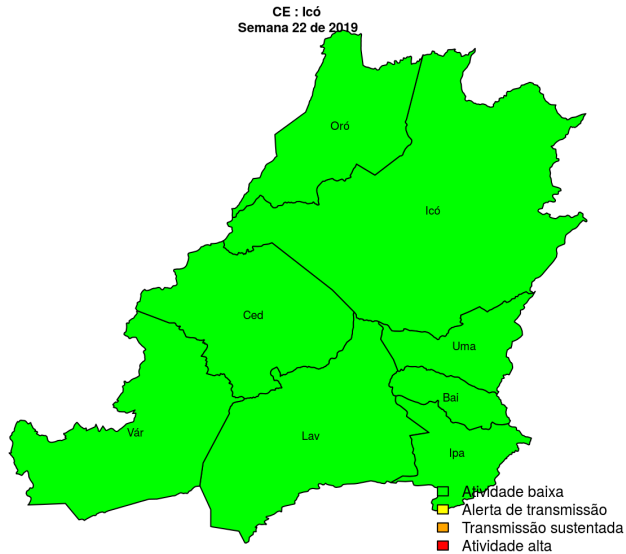 CE : Icó
Semana 22 de 2019
Oró
Icó
Ced
Uma
Bai
Vár
Lav
Ipa
Atividade baixa
Alerta de transmissão
Transmissão sustentada
Atividade alta